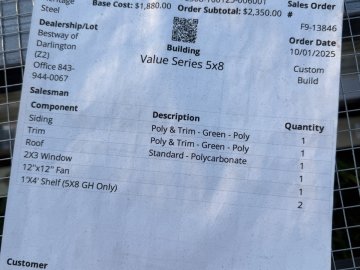 Heritage
Steel
Base Cost: $1,880.00
Order Subtotal: $2,350.00
Sales Order
#
F9-13846
Dealership/Lot
Bestway of
Darlington
(Z2)
Office 843-
944-0067
Building
Value Series 5x8
Order Date
10/01/2025
Custom
Build
Salesman
Component Description Quantity
Siding Poly & Trim - Green - Poly 1
Trim Poly & Trim - Green - Poly 1
Roof Standard - Polycarbonate 1
2X3 Window 1
12"x12" Fan 1
1'X4' Shelf (5X8 GH Only) 2
Customer